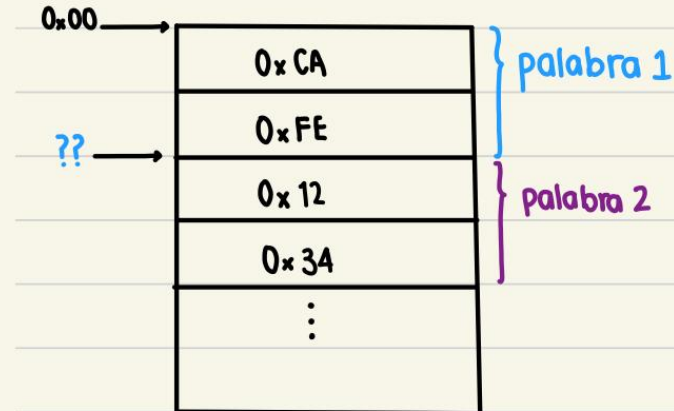 0x00
0x CA
palabra 1
0x FE
??
0x 12
palabra 2
0x 34
⋮